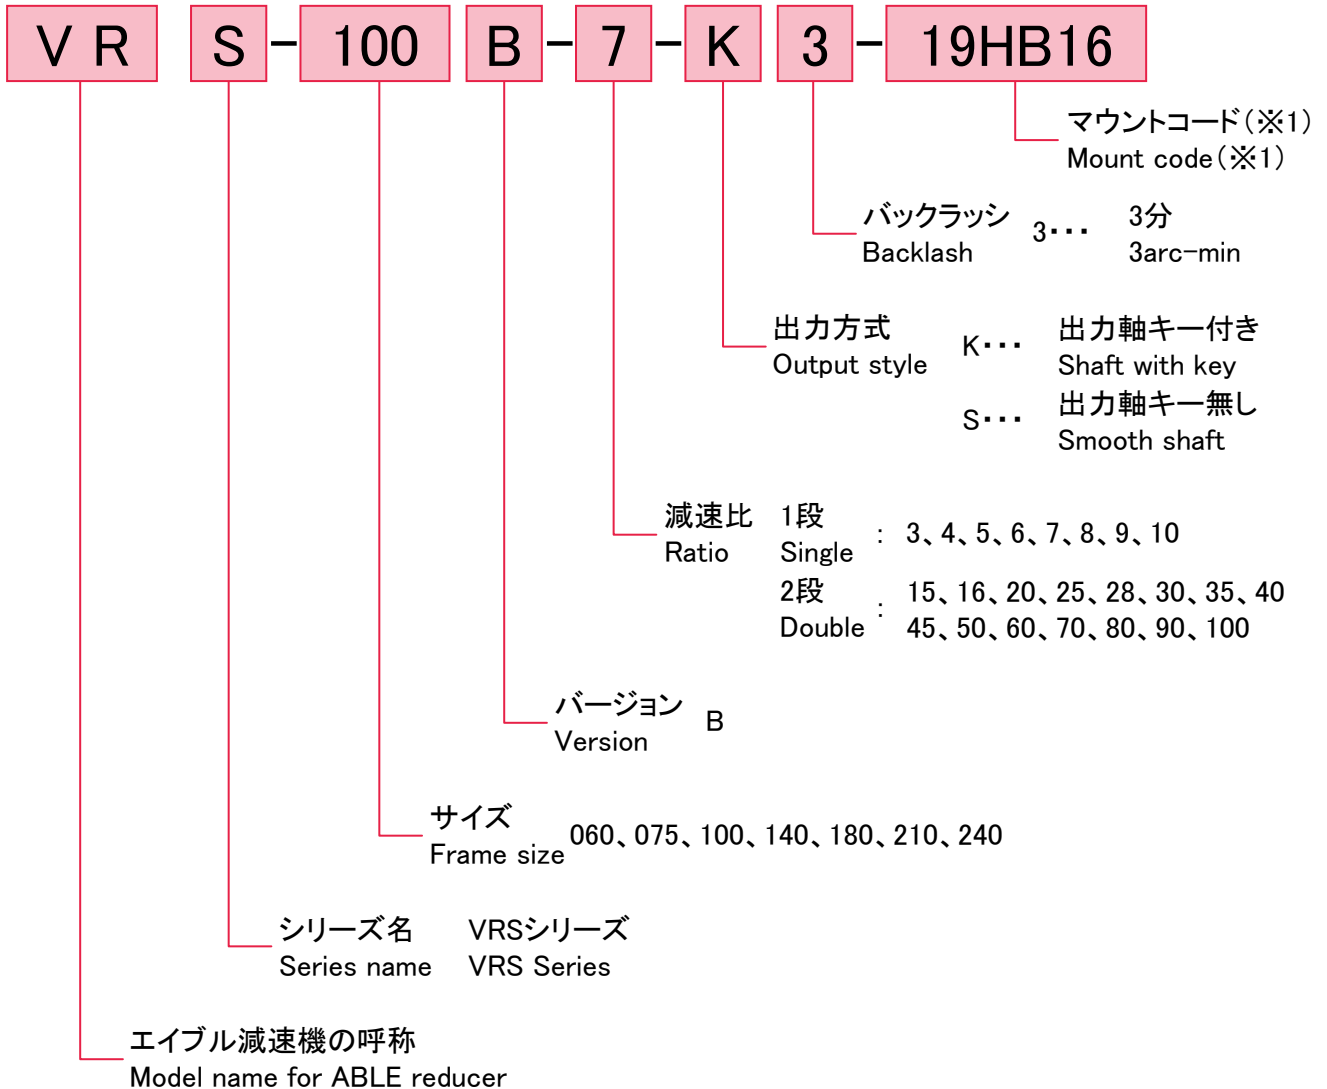 VR S-100 B-7-K 3-19HB16
マウントコード(※1)
Mount code(※1)
バックラッシ 3・・・ 3分
Backlash 3arc-min
出力方式 K・・・ 出力軸キー付き
Output style Shaft with key
S・・・ 出力軸キー無し
Smooth shaft
減速比 1段 : 3、4、5、6、7、8、9、10
Ratio Single
2段 : 15、16、20、25、28、30、35、40
Double 45、50、60、70、80、90、100
バージョン B
Version
サイズ 060、075、100、140、180、210、240
Frame size
シリーズ名 VRSシリーズ
Series name VRS Series
エイブル減速機の呼称
Model name for ABLE reducer